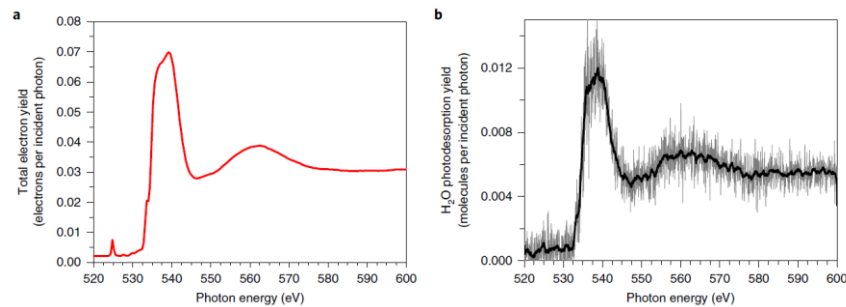 a
Total electron yield
(electrons per incident photon)
0.08
0.07
0.06
0.05
0.04
0.03
0.02
0.01
0.00
520 530 540 550 560 570 580 590 600
Photon energy (eV)
b
H2O photodesorption yield
(molecules per incident photon)
0.012
0.008
0.004
0.000
520 530 540 550 560 570 580 590 600
Photon energy (eV)